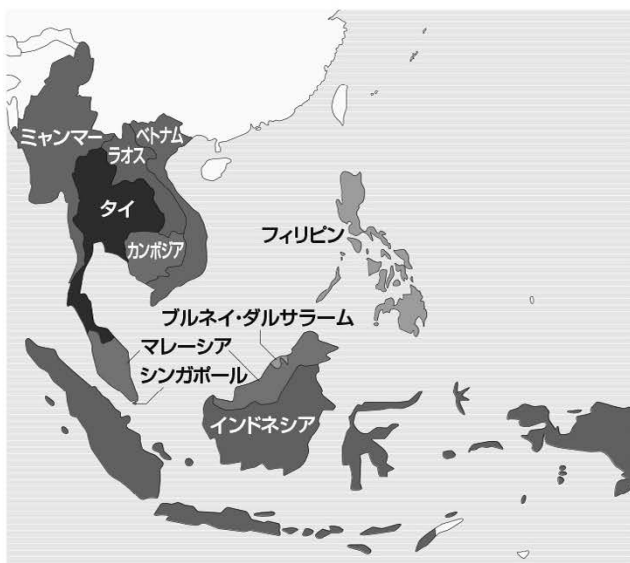 ミャンマー
ベトナム
ラオス
タイ
カンボジア
フィリピン
ブルネイ・ダルサラーム
マレーシア
シンガポール
インドネシア